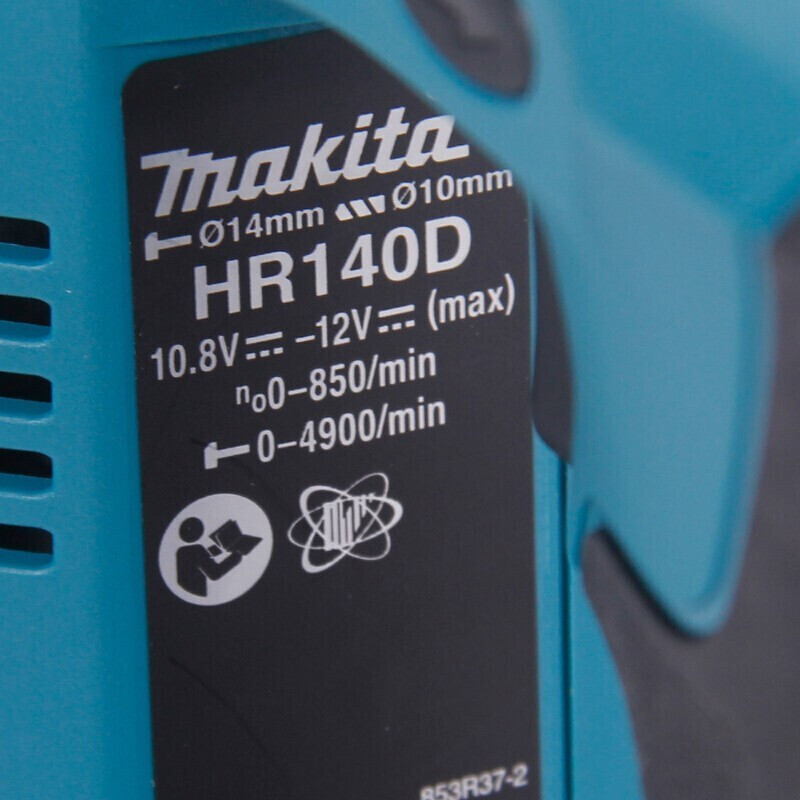 makita
Ø14mm Ø10mm
HR140D
10.8V⎓ -12V⎓ (max)
n₀0-850/min
0-4900/min
853R37-2